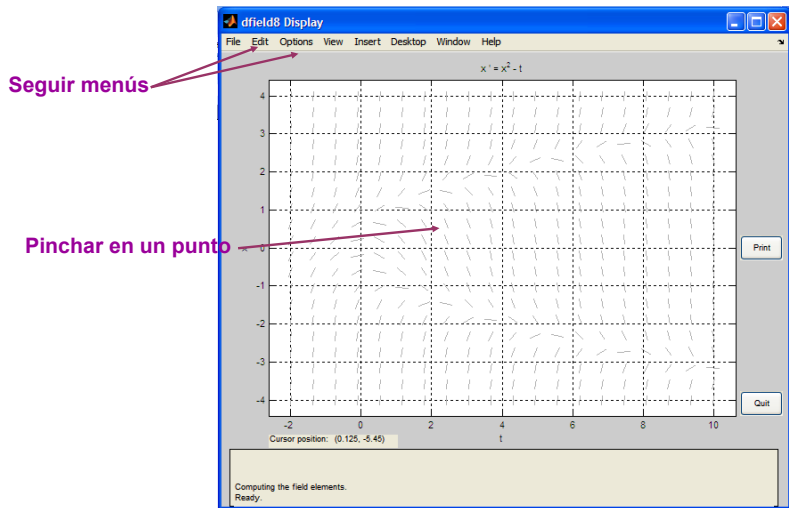 dfield8 Display
File Edit Options View Insert Desktop Window Help
Seguir menús
x ' = x² - t
4
3
2
1
0
-1
-2
-3
-4
x
Pinchar en un punto
Print
Quit
-2 0 2 4 6 8 10
Cursor position: (0.125, -5.45)
t
Computing the field elements.
Ready.